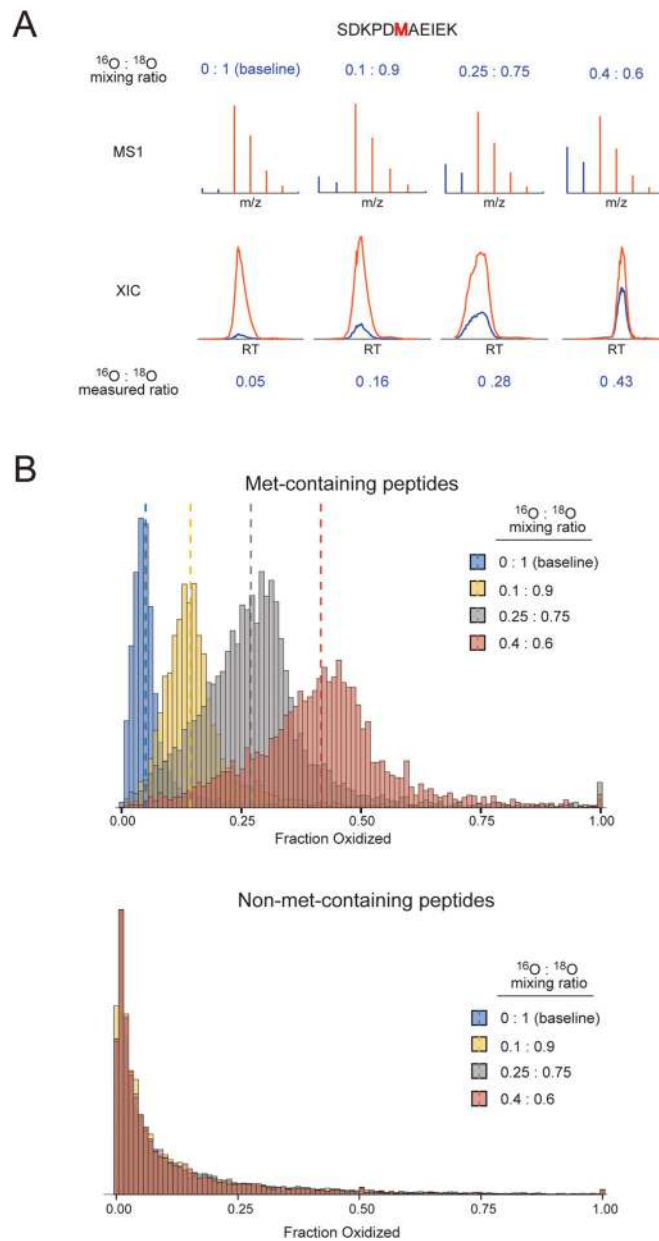 A
SDKPDMAEIEK
¹⁶O : ¹⁸O
mixing ratio
0 : 1 (baseline)
0.1 : 0.9
0.25 : 0.75
0.4 : 0.6
MS1
m/z
m/z
m/z
m/z
XIC
RT
RT
RT
RT
¹⁶O : ¹⁸O
measured ratio
0.05
0.16
0.28
0 .43
B
Met-containing peptides
¹⁶O : ¹⁸O
mixing ratio
0 : 1 (baseline)
0.1 : 0.9
0.25 : 0.75
0.4 : 0.6
0.00
0.25
0.50
0.75
1.00
Fraction Oxidized
Non-met-containing peptides
¹⁶O : ¹⁸O
mixing ratio
0 : 1 (baseline)
0.1 : 0.9
0.25 : 0.75
0.4 : 0.6
0.00
0.25
0.50
0.75
1.00
Fraction Oxidized